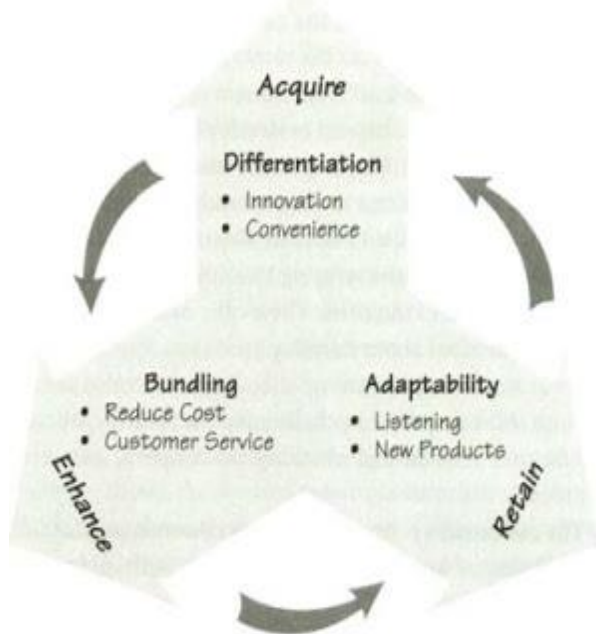 Acquire
Differentiation
• Innovation
• Convenience
Bundling
• Reduce Cost
• Customer Service
Enhance
Adaptability
• Listening
• New Products
Retain